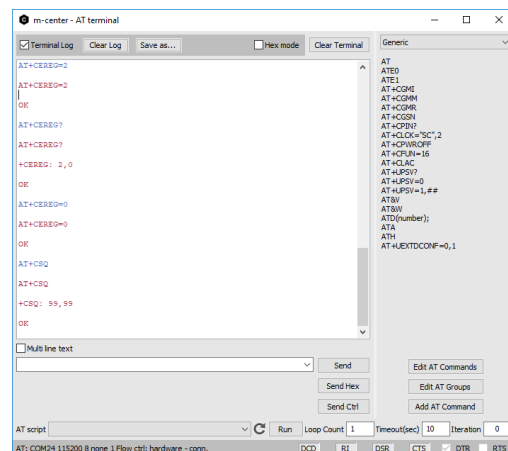 m-center - AT terminal
Terminal Log Clear Log Save as... Hex mode Clear Terminal Generic
AT+CEREG=2
AT+CEREG=2
OK
AT+CEREG?
AT+CEREG?
+CEREG: 2,0
OK
AT+CEREG=0
AT+CEREG=0
OK
AT+CSQ
AT+CSQ
+CSQ: 99,99
OK
AT
ATE0
ATE1
AT+CGMI
AT+CGMM
AT+CGMR
AT+CGSN
AT+CPIN?
AT+CLCK="SC",2
AT+CPWROFF
AT+CFUN=16
AT+CLAC
AT+UPSV?
AT+UPSV=0
AT+UPSV=1,##
AT&V
AT&W
ATD(number);
ATA
ATH
AT+UEXTDCONF=0,1
Multi line text
Send
Send Hex
Send Ctrl
Edit AT Commands
Edit AT Groups
Add AT Command
AT script Run Loop Count 1 Timeout(sec) 10 Iteration 0
AT: COM24 115200 8 none 1 Flow ctrl: hardware - conn. DCD RI DSR CTS DTR RTS